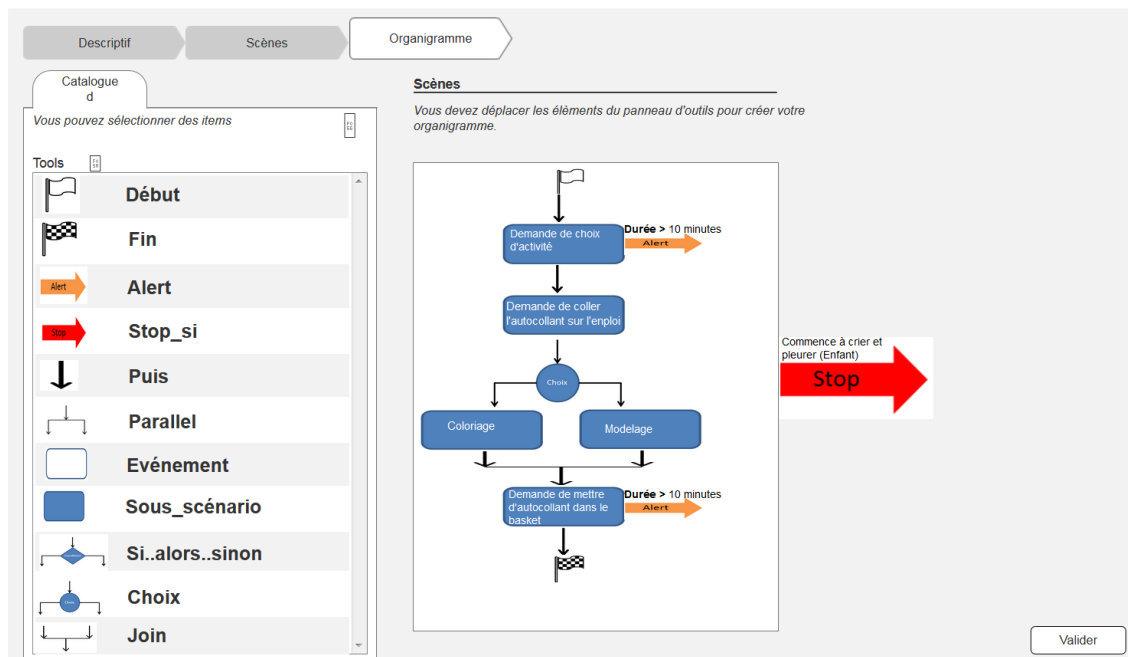 Descriptif
Scènes
Organigramme
Catalogue
d
Vous pouvez sélectionner des items
Tools
Début
Fin
Alert
Alert
Stop
Stop_si
Puis
Parallel
Evénement
Sous_scénario
Si..alors..sinon
Choix
Join
Scènes
Vous devez déplacer les élèments du panneau d'outils pour créer votre
organigramme.
Demande de choix
d'activité
Durée > 10 minutes
Alert
Demande de coller
l'autocollant sur l'enploi
Choix
Coloriage
Modelage
Demande de mettre
d'autocollant dans le
basket
Durée > 10 minutes
Alert
Commence à crier et
pleurer (Enfant)
Stop
Valider